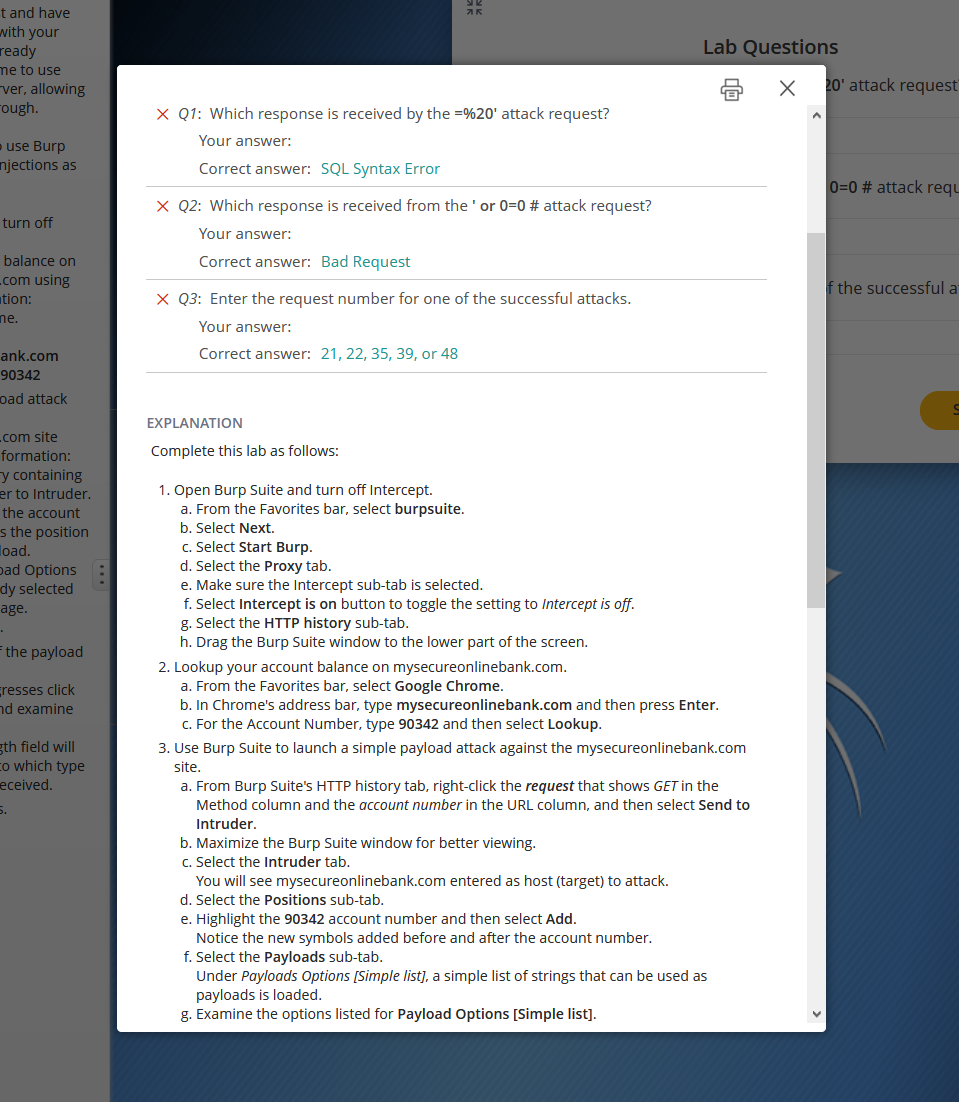 t and have
with your
ready
me to use
rver, allowing
rough.
o use Burp
njections as
turn off
balance on
.com using
tion:
me.
ank.com
90342
oad attack
.com site
formation:
ry containing
er to Intruder.
the account
s the position
load.
oad Options
dy selected
age.
.
f the payload
gresses click
nd examine
gth field will
to which type
eceived.
s.
Lab Questions
20' attack request
0=0 # attack requ
f the successful a
S
Q1: Which response is received by the =%20' attack request?
Your answer:
Correct answer: SQL Syntax Error
Q2: Which response is received from the ' or 0=0 # attack request?
Your answer:
Correct answer: Bad Request
Q3: Enter the request number for one of the successful attacks.
Your answer:
Correct answer: 21, 22, 35, 39, or 48
EXPLANATION
Complete this lab as follows:
1. Open Burp Suite and turn off Intercept.
a. From the Favorites bar, select burpsuite.
b. Select Next.
c. Select Start Burp.
d. Select the Proxy tab.
e. Make sure the Intercept sub-tab is selected.
f. Select Intercept is on button to toggle the setting to Intercept is off.
g. Select the HTTP history sub-tab.
h. Drag the Burp Suite window to the lower part of the screen.
2. Lookup your account balance on mysecureonlinebank.com.
a. From the Favorites bar, select Google Chrome.
b. In Chrome's address bar, type mysecureonlinebank.com and then press Enter.
c. For the Account Number, type 90342 and then select Lookup.
3. Use Burp Suite to launch a simple payload attack against the mysecureonlinebank.com
site.
a. From Burp Suite's HTTP history tab, right-click the request that shows GET in the
Method column and the account number in the URL column, and then select Send to
Intruder.
b. Maximize the Burp Suite window for better viewing.
c. Select the Intruder tab.
You will see mysecureonlinebank.com entered as host (target) to attack.
d. Select the Positions sub-tab.
e. Highlight the 90342 account number and then select Add.
Notice the new symbols added before and after the account number.
f. Select the Payloads sub-tab.
Under Payloads Options [Simple list], a simple list of strings that can be used as
payloads is loaded.
g. Examine the options listed for Payload Options [Simple list].